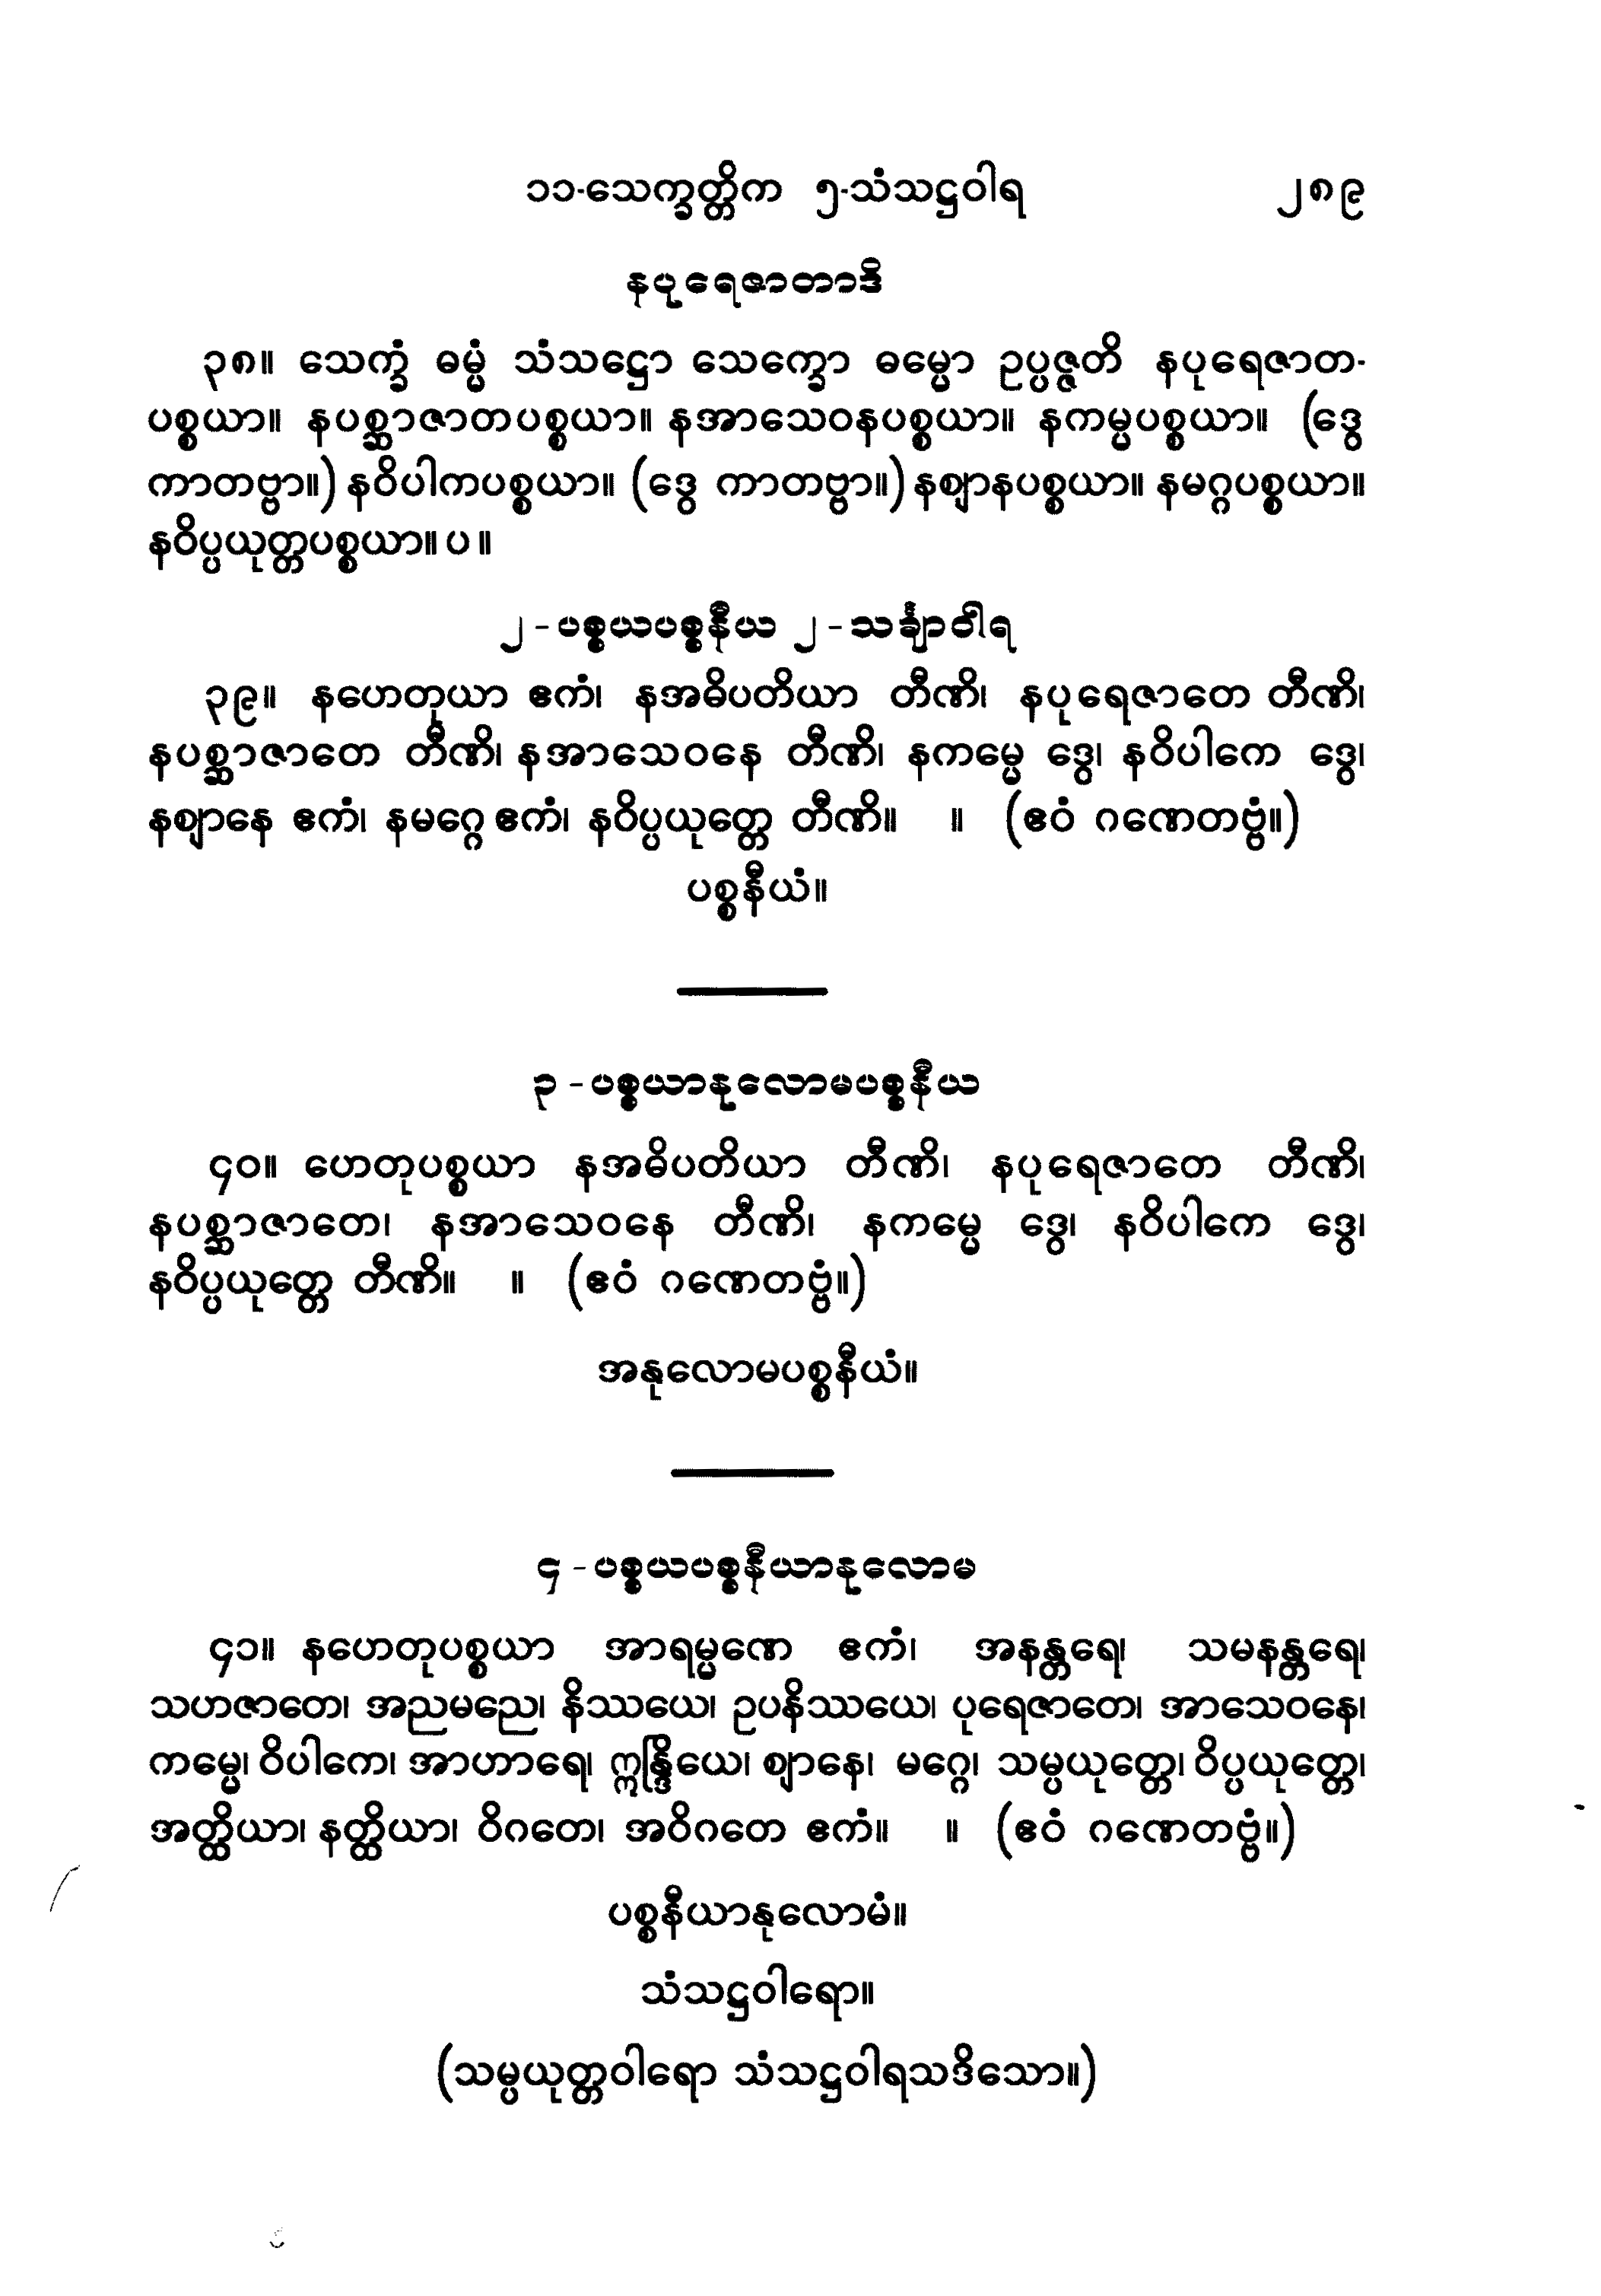 ၁၁-သေက္ခတ္တိက ၅-သံသဋ္ဌဝါရ ၂၈၉
နပုရေဇာတာဒိ
၃၈။ သေက္ခံ ဓမ္မံ သံသဋ္ဌော သေက္ခော ဓမ္မော ဥပ္ပဇ္ဇတိ နပုရေဇာတ-
ပစ္စယာ။ နပစ္ဆာဇာတပစ္စယာ။ နအာသေဝနပစ္စယာ။ နကမ္မပစ္စယာ။ (ဒွေ
ကာတဗ္ဗာ။) နဝိပါကပစ္စယာ။ (ဒွေ ကာတဗ္ဗာ။) နဈာနပစ္စယာ။ နမဂ္ဂပစ္စယာ။
နဝိပ္ပယုတ္တပစ္စယာ။ ပ ။
၂-ပစ္စယပစ္စနီယ ၂-သင်္ချာဝါရ
၃၉။ နဟေတုယာ ဧကံ၊ နအဓိပတိယာ တီဏိ၊ နပုရေဇာတေ တီဏိ၊
နပစ္ဆာဇာတေ တီဏိ၊ နအာသေဝနေ တီဏိ၊ နကမ္မေ ဒွေ၊ နဝိပါကေ ဒွေ၊
နဈာနေ ဧကံ၊ နမဂ္ဂေ ဧကံ၊ နဝိပ္ပယုတ္တေ တီဏိ။ ။ (ဧဝံ ဂဏေတဗ္ဗံ။)
ပစ္စနီယံ။
၃-ပစ္စယာနုလောမပစ္စနီယ
၄၀။ ဟေတုပစ္စယာ နအဓိပတိယာ တီဏိ၊ နပုရေဇာတေ တီဏိ၊
နပစ္ဆာဇာတေ၊ နအာသေဝနေ တီဏိ၊ နကမ္မေ ဒွေ၊ နဝိပါကေ ဒွေ၊
နဝိပ္ပယုတ္တေ တီဏိ။ ။ (ဧဝံ ဂဏေတဗ္ဗံ။)
အနုလောမပစ္စနီယံ။
၄-ပစ္စယပစ္စနီယာနုလောမ
၄၁။ နဟေတုပစ္စယာ အာရမ္မဏေ ဧကံ၊ အနန္တရေ၊ သမနန္တရေ၊
သဟဇာတေ၊ အညမညေ၊ နိဿယေ၊ ဥပနိဿယေ၊ ပုရေဇာတေ၊ အာသေဝနေ၊
ကမ္မေ၊ ဝိပါကေ၊ အာဟာရေ၊ ဣန္ဒြိယေ၊ ဈာနေ၊ မဂ္ဂေ၊ သမ္ပယုတ္တေ၊ ဝိပ္ပယုတ္တေ၊
အတ္ထိယာ၊ နတ္ထိယာ၊ ဝိဂတေ၊ အဝိဂတေ ဧကံ။ ။ (ဧဝံ ဂဏေတဗ္ဗံ။)
ပစ္စနီယာနုလောမံ။
သံသဋ္ဌဝါရော။
(သမ္ပယုတ္တဝါရော သံသဋ္ဌဝါရသဒိသော။)